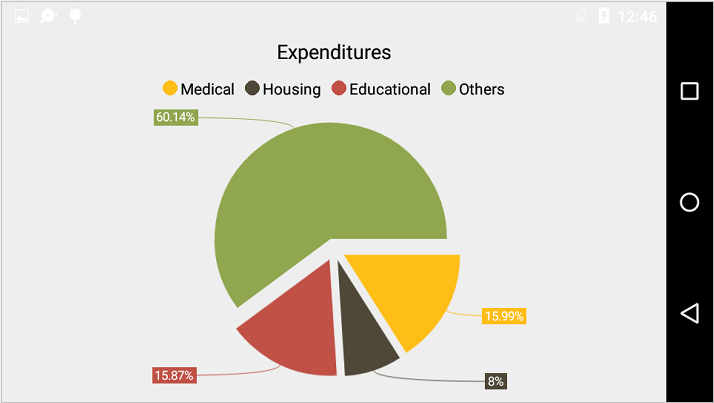 12:46
Expenditures
Medical Housing Educational Others
60.14%
15.99%
15.87%
8%